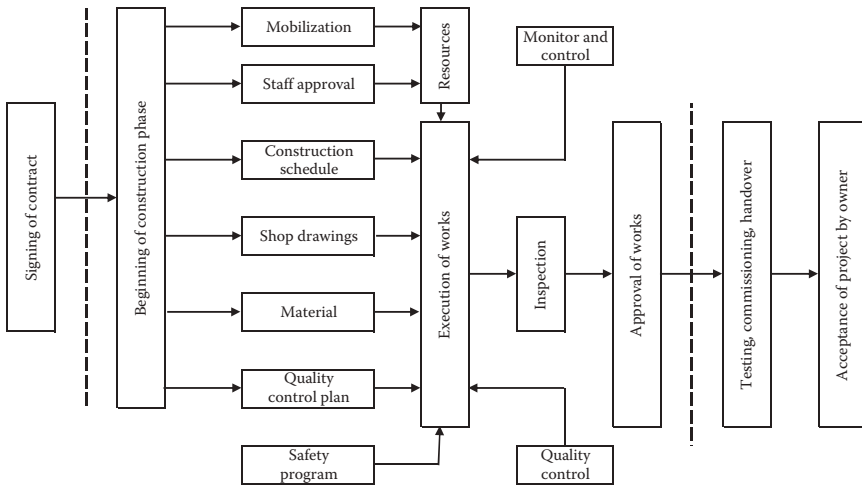 Signing of contract
Beginning of construction phase
Mobilization
Staff approval
Construction
schedule
Shop drawings
Material
Quality
control plan
Safety
program
Resources
Execution of works
Monitor and
control
Inspection
Quality
control
Approval of works
Testing, commissioning, handover
Acceptance of project by owner